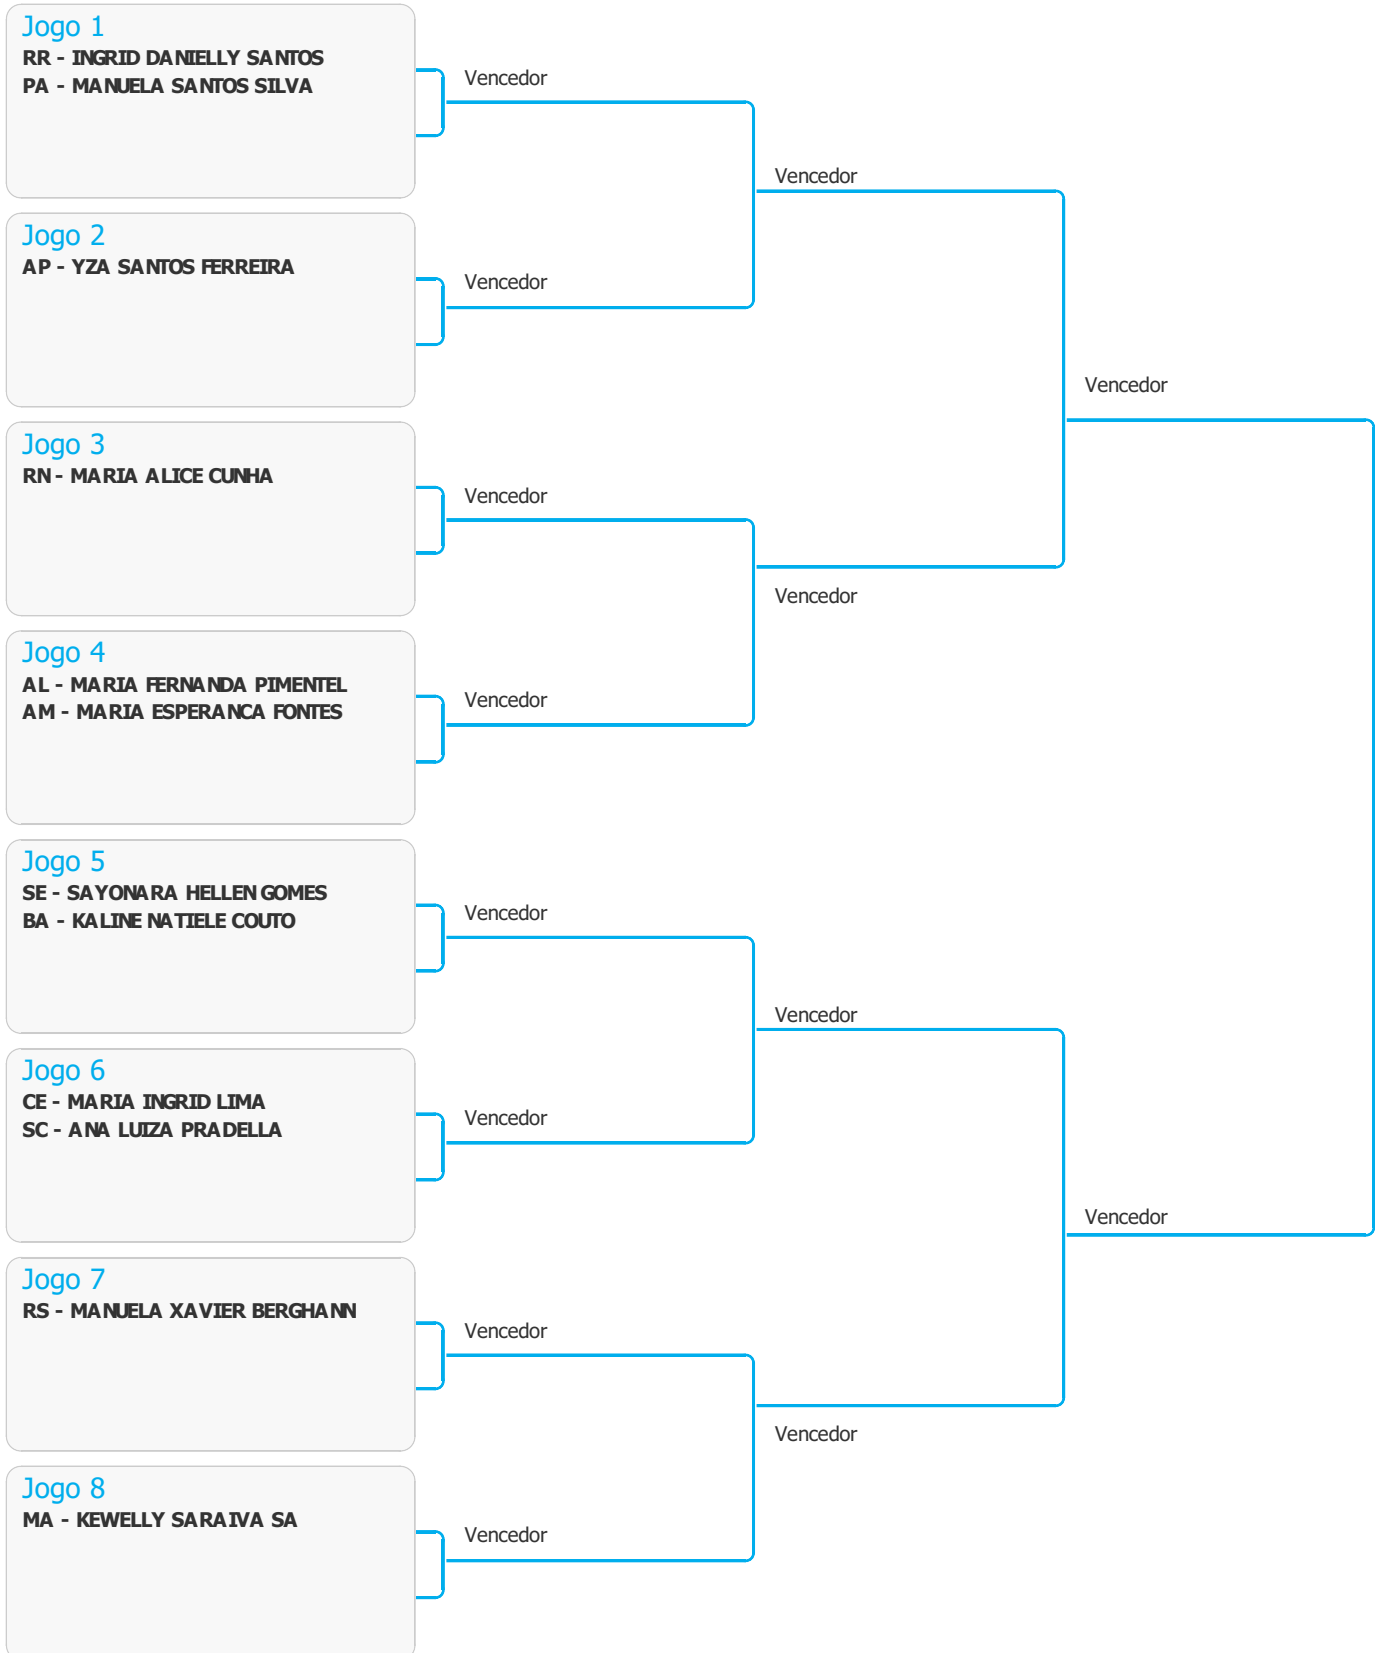 Jogo 1
RR - INGRID DANIELLY SANTOS
PA - MANUELA SANTOS SILVA
Vencedor
Vencedor
Jogo 2
AP - YZA SANTOS FERREIRA
Vencedor
Vencedor
Jogo 3
RN - MARIA ALICE CUNHA
Vencedor
Vencedor
Jogo 4
AL - MARIA FERNANDA PIMENTEL
AM - MARIA ESPERANCA FONTES
Vencedor
Jogo 5
SE - SAYONARA HELLEN GOMES
BA - KALINE NATIELE COUTO
Vencedor
Vencedor
Jogo 6
CE - MARIA INGRID LIMA
SC - ANA LUIZA PRADELLA
Vencedor
Vencedor
Jogo 7
RS - MANUELA XAVIER BERGHANN
Vencedor
Vencedor
Jogo 8
MA - KEWELLY SARAIVA SA
Vencedor